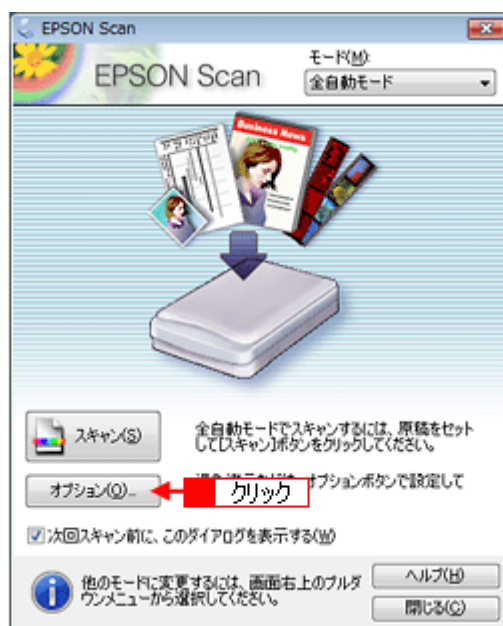 EPSON Scan
モード(M):
EPSON Scan
全自動モード
Business News
スキャン(S)
全自動モードでスキャンするには、原稿をセット
して[スキャン]ボタンをクリックしてください。
オプション(O)...
クリック
オプションボタンで設定して
次回スキャン前に、このダイアログを表示する(W)
他のモードに変更するには、画面右上のプルダ
ウンメニューから選択してください。
ヘルプ(H)
閉じる(C)